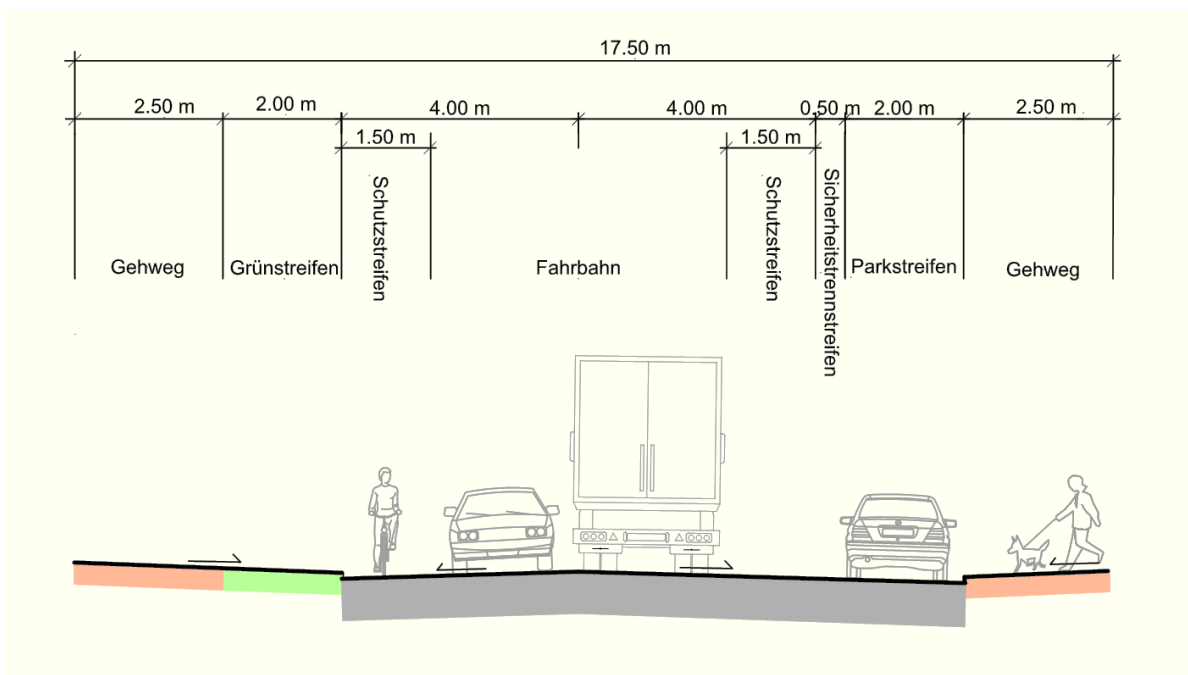 17.50 m
2.50 m
2.00 m
4.00 m
4.00 m
0,50 m
2.00 m
2.50 m
1.50 m
1.50 m
Gehweg
Grünstreifen
Schutzstreifen
Fahrbahn
Schutzstreifen
Sicherheitstrennstreifen
Parkstreifen
Gehweg